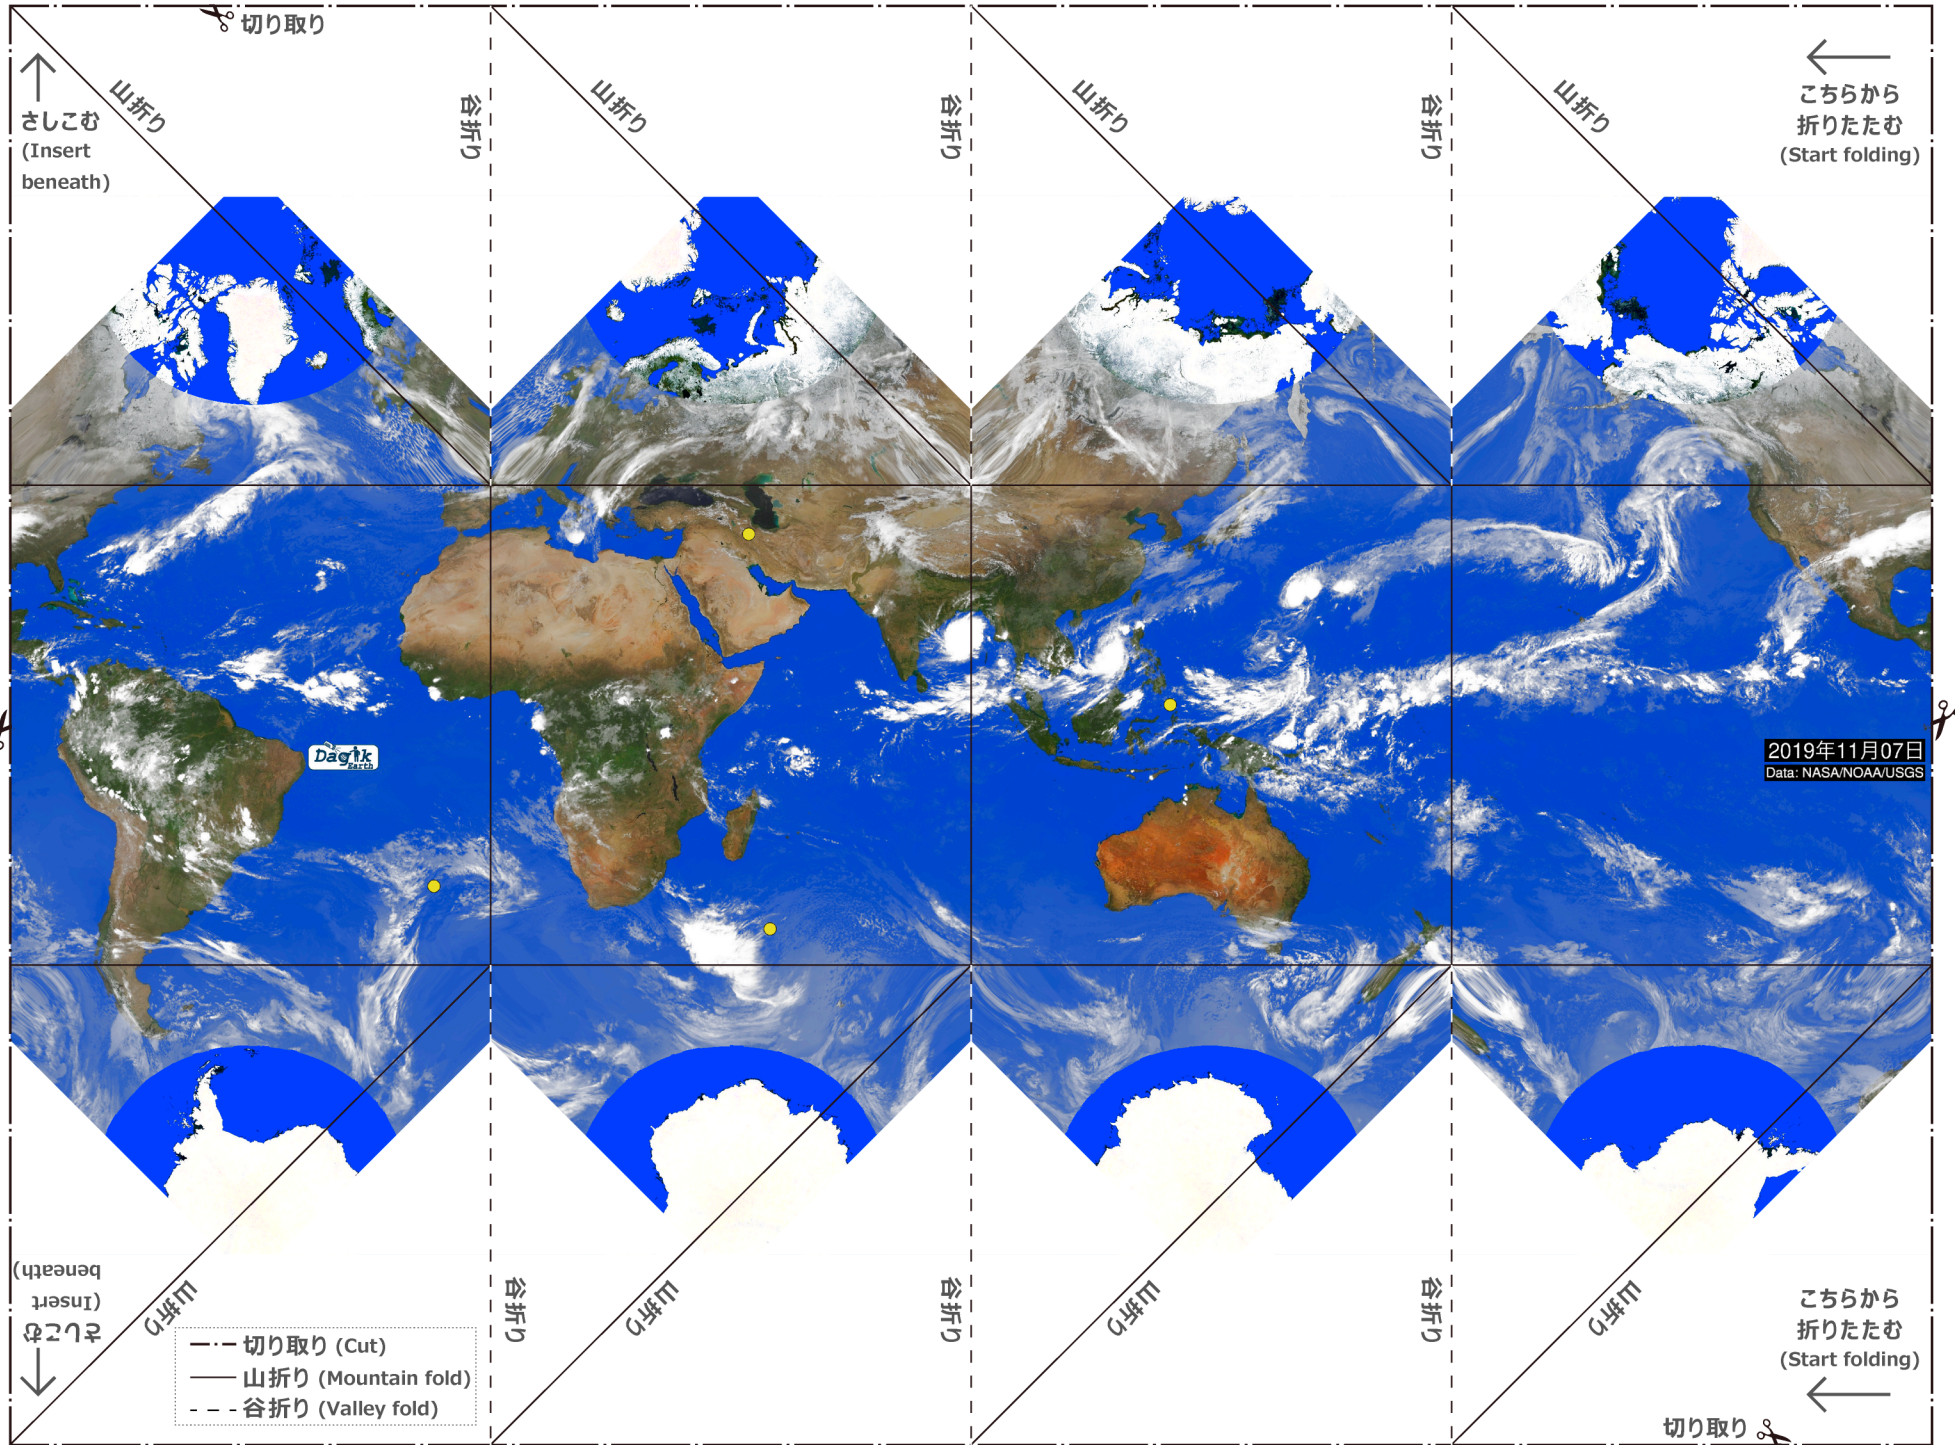 切り取り
さしこむ
(Insert
beneath)
山折り
谷折り
山折り
谷折り
山折り
谷折り
山折り
こちらから
折りたたむ
(Start folding)
Dagik
Earth
2019年11月07日
Data: NASA/NOAA/USGS
さしこむ
(Insert
beneath)
山折り
谷折り
山折り
谷折り
山折り
谷折り
山折り
こちらから
折りたたむ
(Start folding)
切り取り (Cut)
山折り (Mountain fold)
谷折り (Valley fold)
切り取り